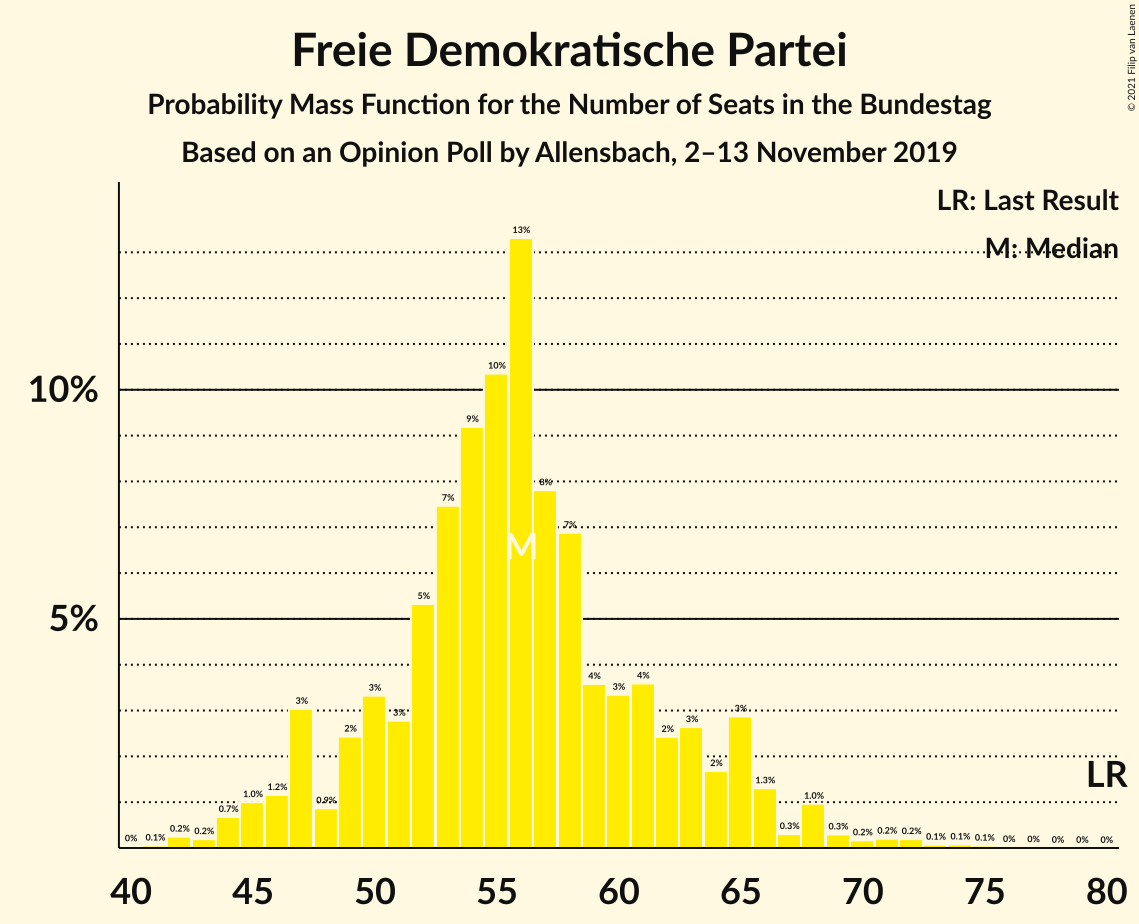 Freie Demokratische Partei
Probability Mass Function for the Number of Seats in the Bundestag
Based on an Opinion Poll by Allensbach, 2–13 November 2019
© 2021 Filip van Laenen
LR: Last Result
M: Median
10%
5%
0% 0.1% 0.2% 0.2% 0.7% 1.0% 1.2% 3% 0.9% 2% 3% 3% 5% 7% 9% 10% 13% 8% 7% 4% 3% 4% 2% 3% 2% 3% 1.3% 0.3% 1.0% 0.3% 0.2% 0.2% 0.2% 0.1% 0.1% 0.1% 0% 0% 0% 0% 0%
M
LR
40 45 50 55 60 65 70 75 80